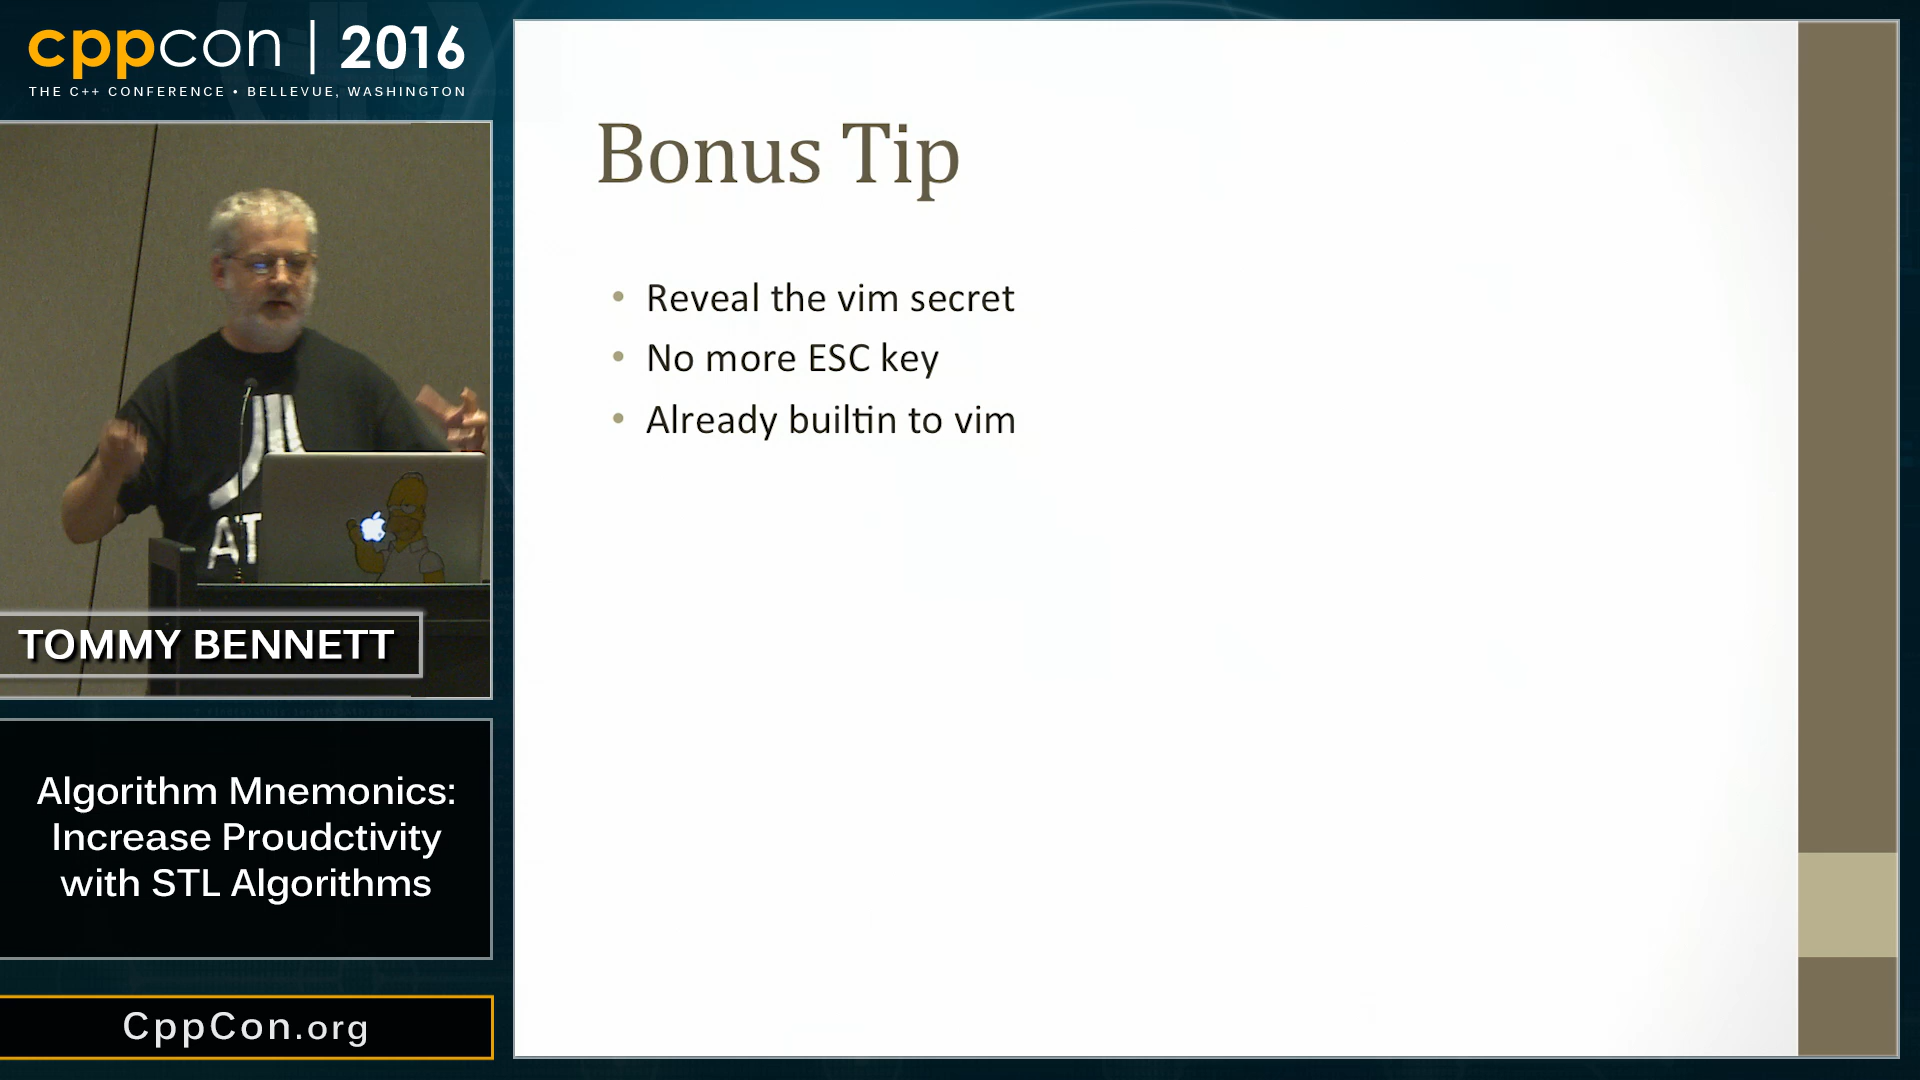 cppcon | 2016
THE C++ CONFERENCE • BELLEVUE, WASHINGTON
AT
TOMMY BENNETT
Algorithm Mnemonics:
Increase Proudctivity
with STL Algorithms
CppCon.org
Bonus Tip
• Reveal the vim secret
• No more ESC key
• Already builtin to vim